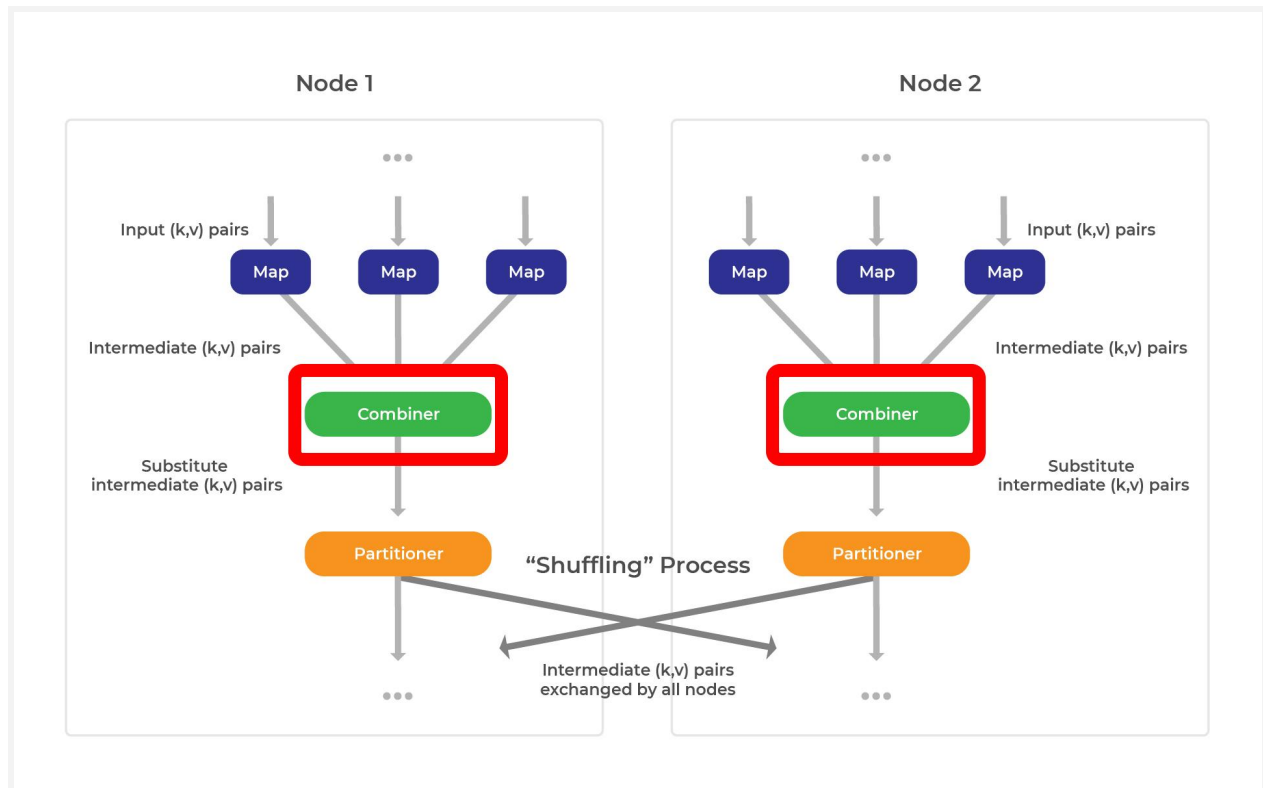 Node 1
Node 2
Input (k,v) pairs
Input (k,v) pairs
Map
Map
Map
Map
Map
Map
Intermediate (k,v) pairs
Intermediate (k,v) pairs
Combiner
Combiner
Substitute
intermediate (k,v) pairs
Substitute
intermediate (k,v) pairs
Partitioner
Partitioner
“Shuffling” Process
Intermediate (k,v) pairs
exchanged by all nodes